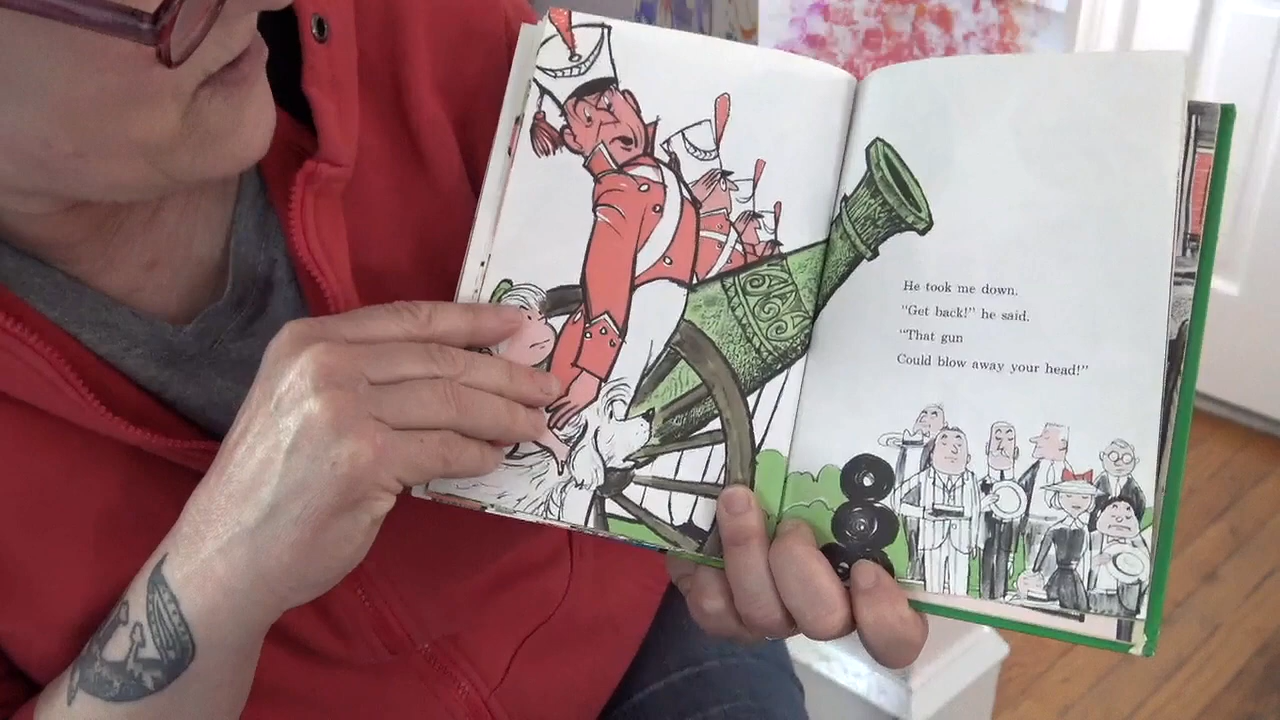 He took me down.
"Get back!" he said.
"That gun
Could blow away your head!"